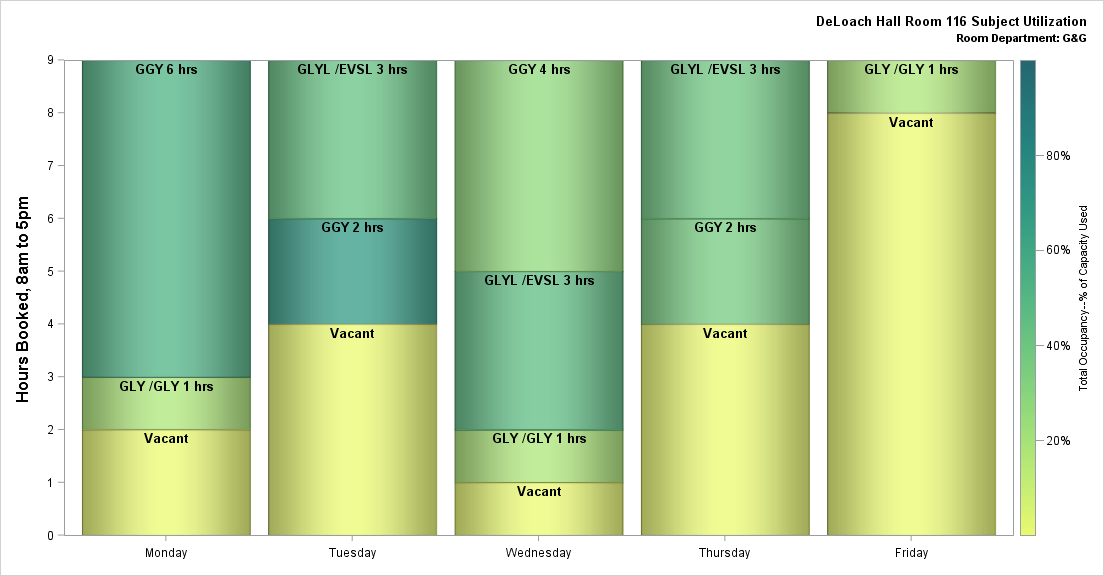 DeLoach Hall Room 116 Subject Utilization
Room Department: G&G
Hours Booked, 8am to 5pm
9
8
7
6
5
4
3
2
1
0
GGY 6 hrs
GLY /GLY 1 hrs
Vacant
GLYL /EVSL 3 hrs
GGY 2 hrs
Vacant
GGY 4 hrs
GLYL /EVSL 3 hrs
GLY /GLY 1 hrs
Vacant
GLYL /EVSL 3 hrs
GGY 2 hrs
Vacant
GLY /GLY 1 hrs
Vacant
Monday
Tuesday
Wednesday
Thursday
Friday
80%
60%
40%
20%
Total Occupancy--% of Capacity Used